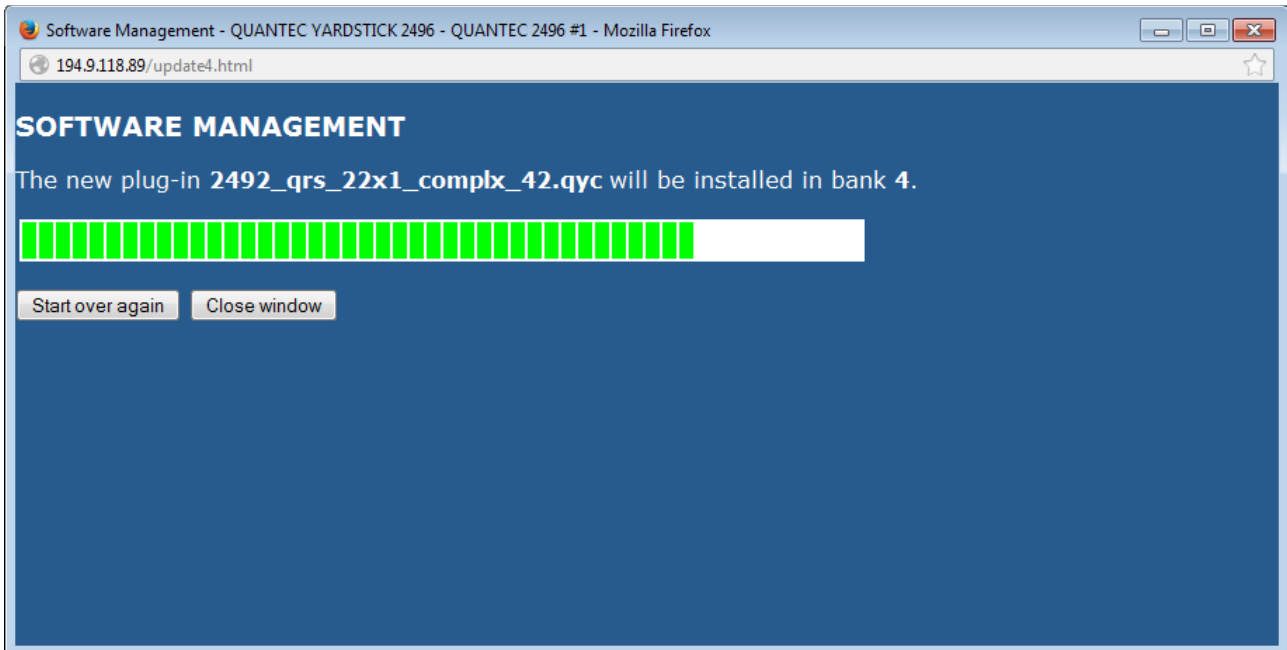 Software Management - QUANTEC YARDSTICK 2496 - QUANTEC 2496 #1 - Mozilla Firefox
194.9.118.89/update4.html
SOFTWARE MANAGEMENT
The new plug-in 2492_qrs_22x1_complx_42.qyc will be installed in bank 4.
Start over again Close window